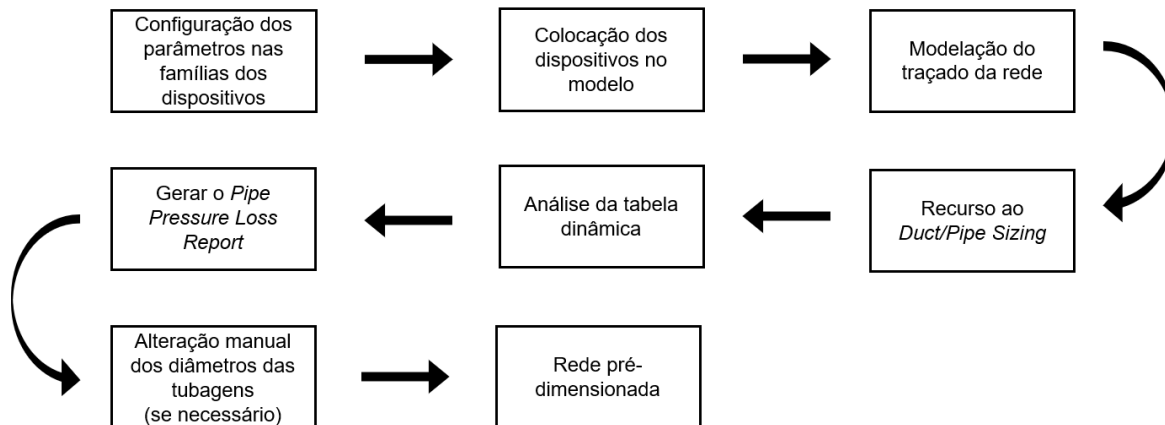 Configuração dos
parâmetros nas
famílias dos
dispositivos
Colocação dos
dispositivos no
modelo
Modelação do
traçado da rede
Recurso ao
Duct/Pipe Sizing
Análise da tabela
dinâmica
Gerar o Pipe
Pressure Loss
Report
Alteração manual
dos diâmetros das
tubagens
(se necessário)
Rede pré-
dimensionada